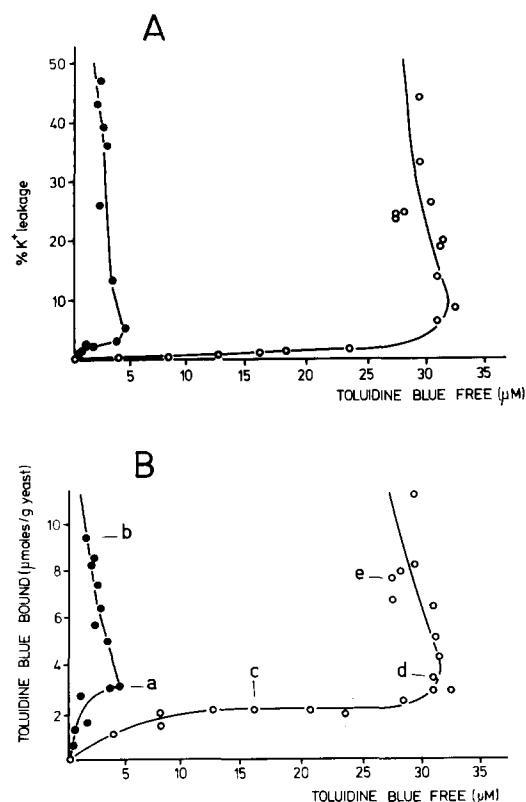 A
% K⁺ leakage
50
40
30
20
10
5
10
15
20
25
30
35
TOLUIDINE BLUE FREE (µM)
B
TOLUIDINE BLUE BOUND (µmoles/g yeast)
10
8
6
4
2
b
a
c
d
e
5
10
15
20
25
30
35
TOLUIDINE BLUE FREE (µM)